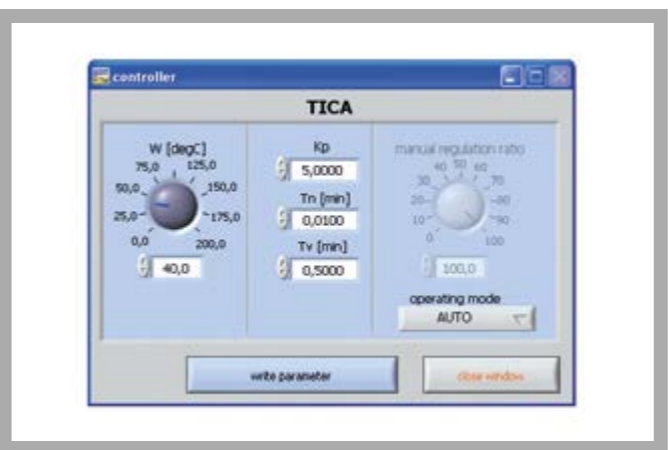 controller
TICA
W [degC]
75,0 125,0
50,0 150,0
25,0 175,0
0,0 200,0
40,0
Kp
5,0000
Tn [min]
0,0100
Tv [min]
0,5000
manual regulation ratio
40 50 60
30 70
20 80
10 90
0 100
100,0
operating mode
AUTO
write parameter
close window